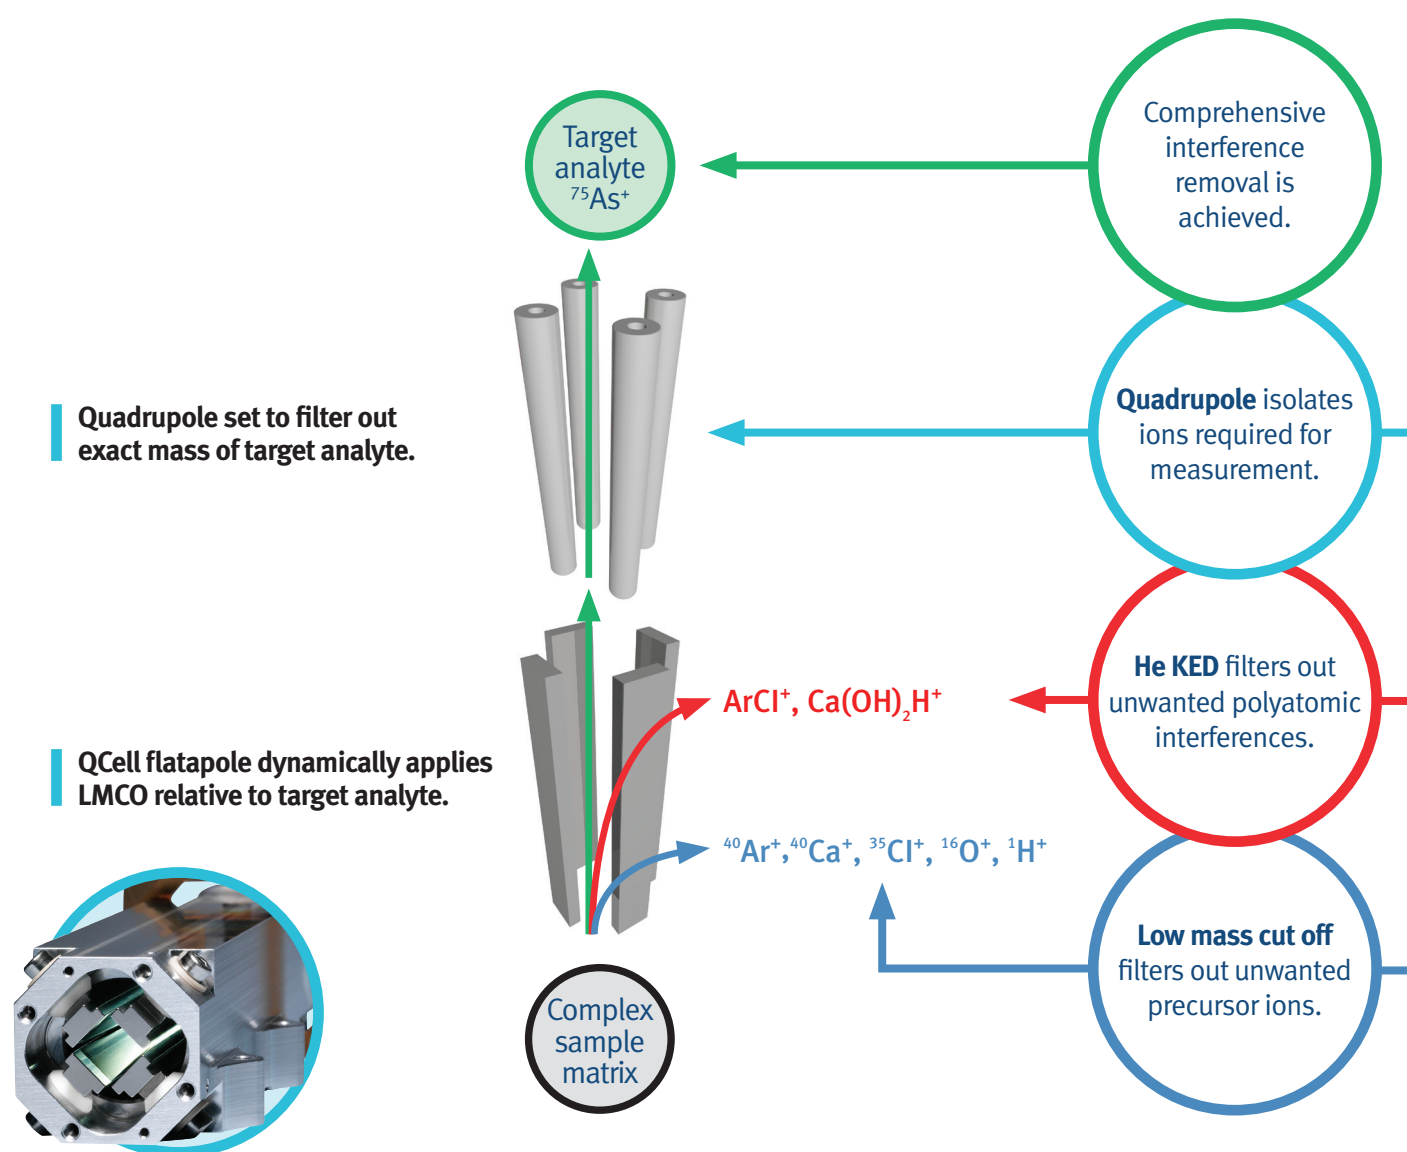 Target
analyte
⁷⁵As⁺
Comprehensive
interference
removal is
achieved.
Quadrupole set to filter out
exact mass of target analyte.
Quadrupole isolates
ions required for
measurement.
ArCl⁺, Ca(OH)₂H⁺
He KED filters out
unwanted polyatomic
interferences.
QCell flatapole dynamically applies
LMCO relative to target analyte.
⁴⁰Ar⁺,⁴⁰Ca⁺, ³⁵Cl⁺, ¹⁶O⁺, ¹H⁺
Low mass cut off
filters out unwanted
precursor ions.
Complex
sample
matrix